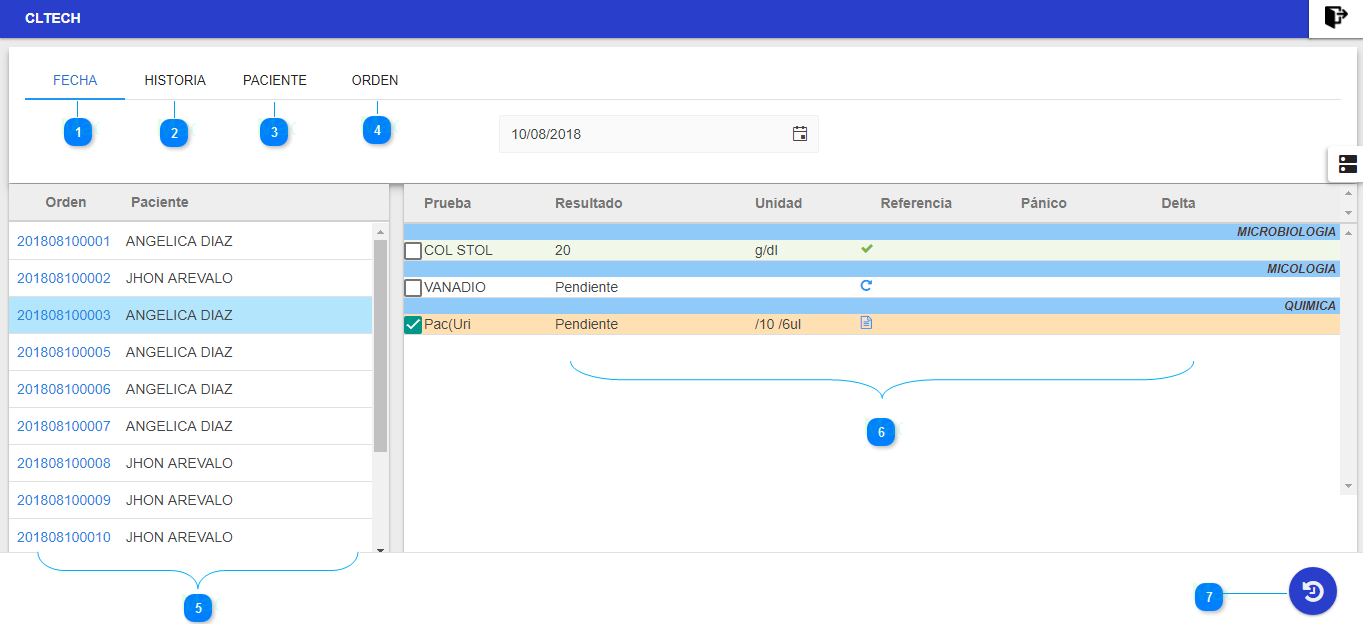 CLTECH
FECHA HISTORIA PACIENTE ORDEN
1 2 3 4
10/08/2018
Orden Paciente
201808100001 ANGELICA DIAZ
201808100002 JHON AREVALO
201808100003 ANGELICA DIAZ
201808100005 ANGELICA DIAZ
201808100006 ANGELICA DIAZ
201808100007 ANGELICA DIAZ
201808100008 JHON AREVALO
201808100009 JHON AREVALO
201808100010 JHON AREVALO
5
Prueba Resultado Unidad Referencia Pánico Delta
MICROBIOLOGIA
COL STOL 20 g/dl
MICOLOGIA
VANADIO Pendiente
QUIMICA
Pac(Uri Pendiente /10 /6ul
6
7